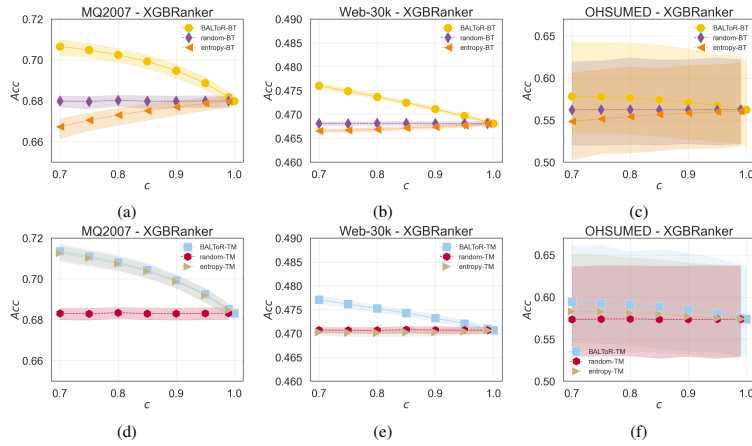 MQ2007 - XGBRanker
Acc
0.72
0.70
0.68
0.66
0.7 0.8 0.9 1.0
c
BALToR-BT
random-BT
entropy-BT
(a)
Web-30k - XGBRanker
Acc
0.490
0.485
0.480
0.475
0.470
0.465
0.460
0.7 0.8 0.9 1.0
c
BALToR-BT
random-BT
entropy-BT
(b)
OHSUMED - XGBRanker
Acc
0.65
0.60
0.55
0.50
0.7 0.8 0.9 1.0
c
BALToR-BT
random-BT
entropy-BT
(c)
MQ2007 - XGBRanker
Acc
0.72
0.70
0.68
0.66
0.7 0.8 0.9 1.0
c
BALToR-TM
random-TM
entropy-TM
(d)
Web-30k - XGBRanker
Acc
0.490
0.485
0.480
0.475
0.470
0.465
0.460
0.7 0.8 0.9 1.0
c
BALToR-TM
random-TM
entropy-TM
(e)
OHSUMED - XGBRanker
Acc
0.65
0.60
0.55
0.50
0.7 0.8 0.9 1.0
c
BALToR-TM
random-TM
entropy-TM
(f)